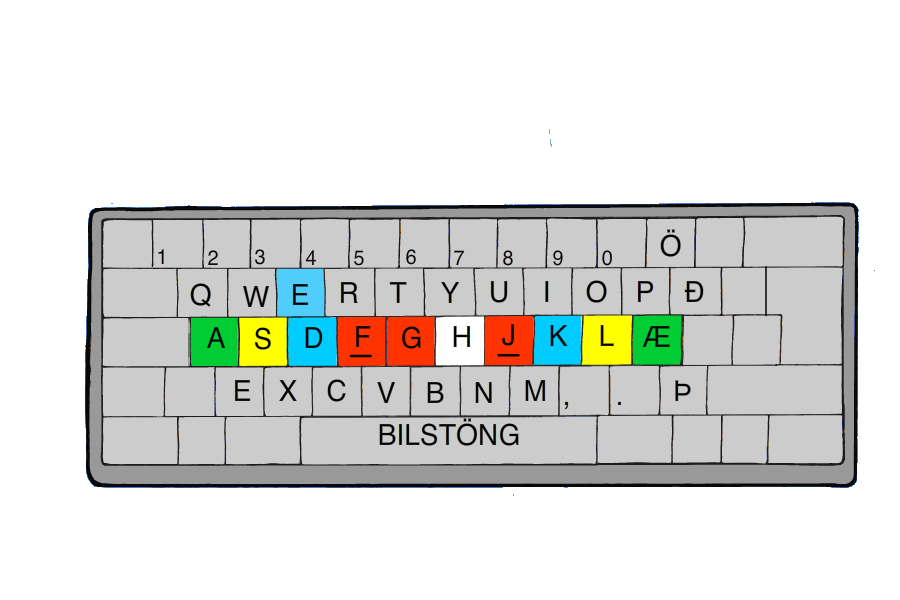 1 2 3 4 5 6 7 8 9 0 Ö
Q W E R T Y U I O P Ð
A S D F G H J K L Æ
E X C V B N M , . Þ
BILSTÖNG